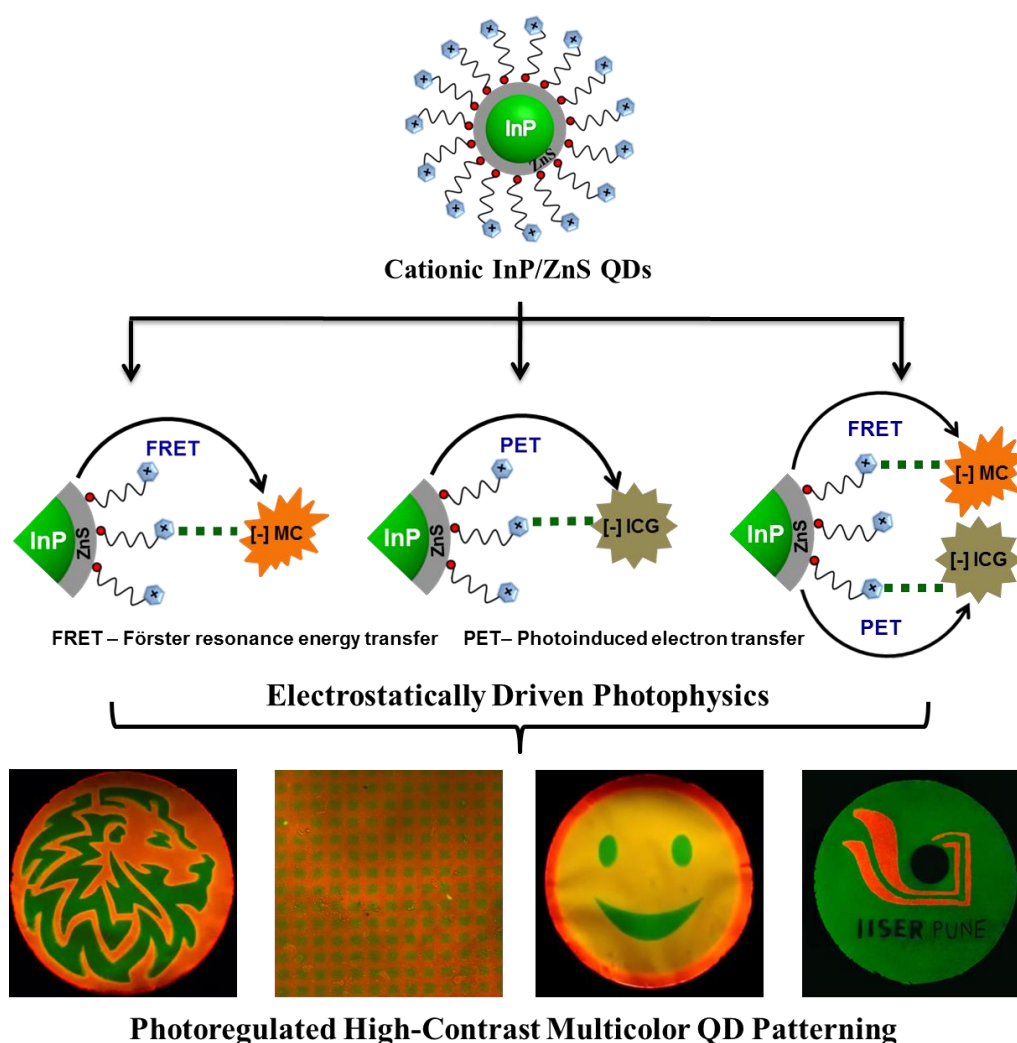 InP
ZnS
Cationic InP/ZnS QDs
FRET
InP
ZnS
[-] MC
PET
InP
ZnS
[-] ICG
FRET
[-] MC
InP
ZnS
[-] ICG
PET
FRET – Förster resonance energy transfer
PET– Photoinduced electron transfer
Electrostatically Driven Photophysics
IISER PUNE
Photoregulated High-Contrast Multicolor QD Patterning